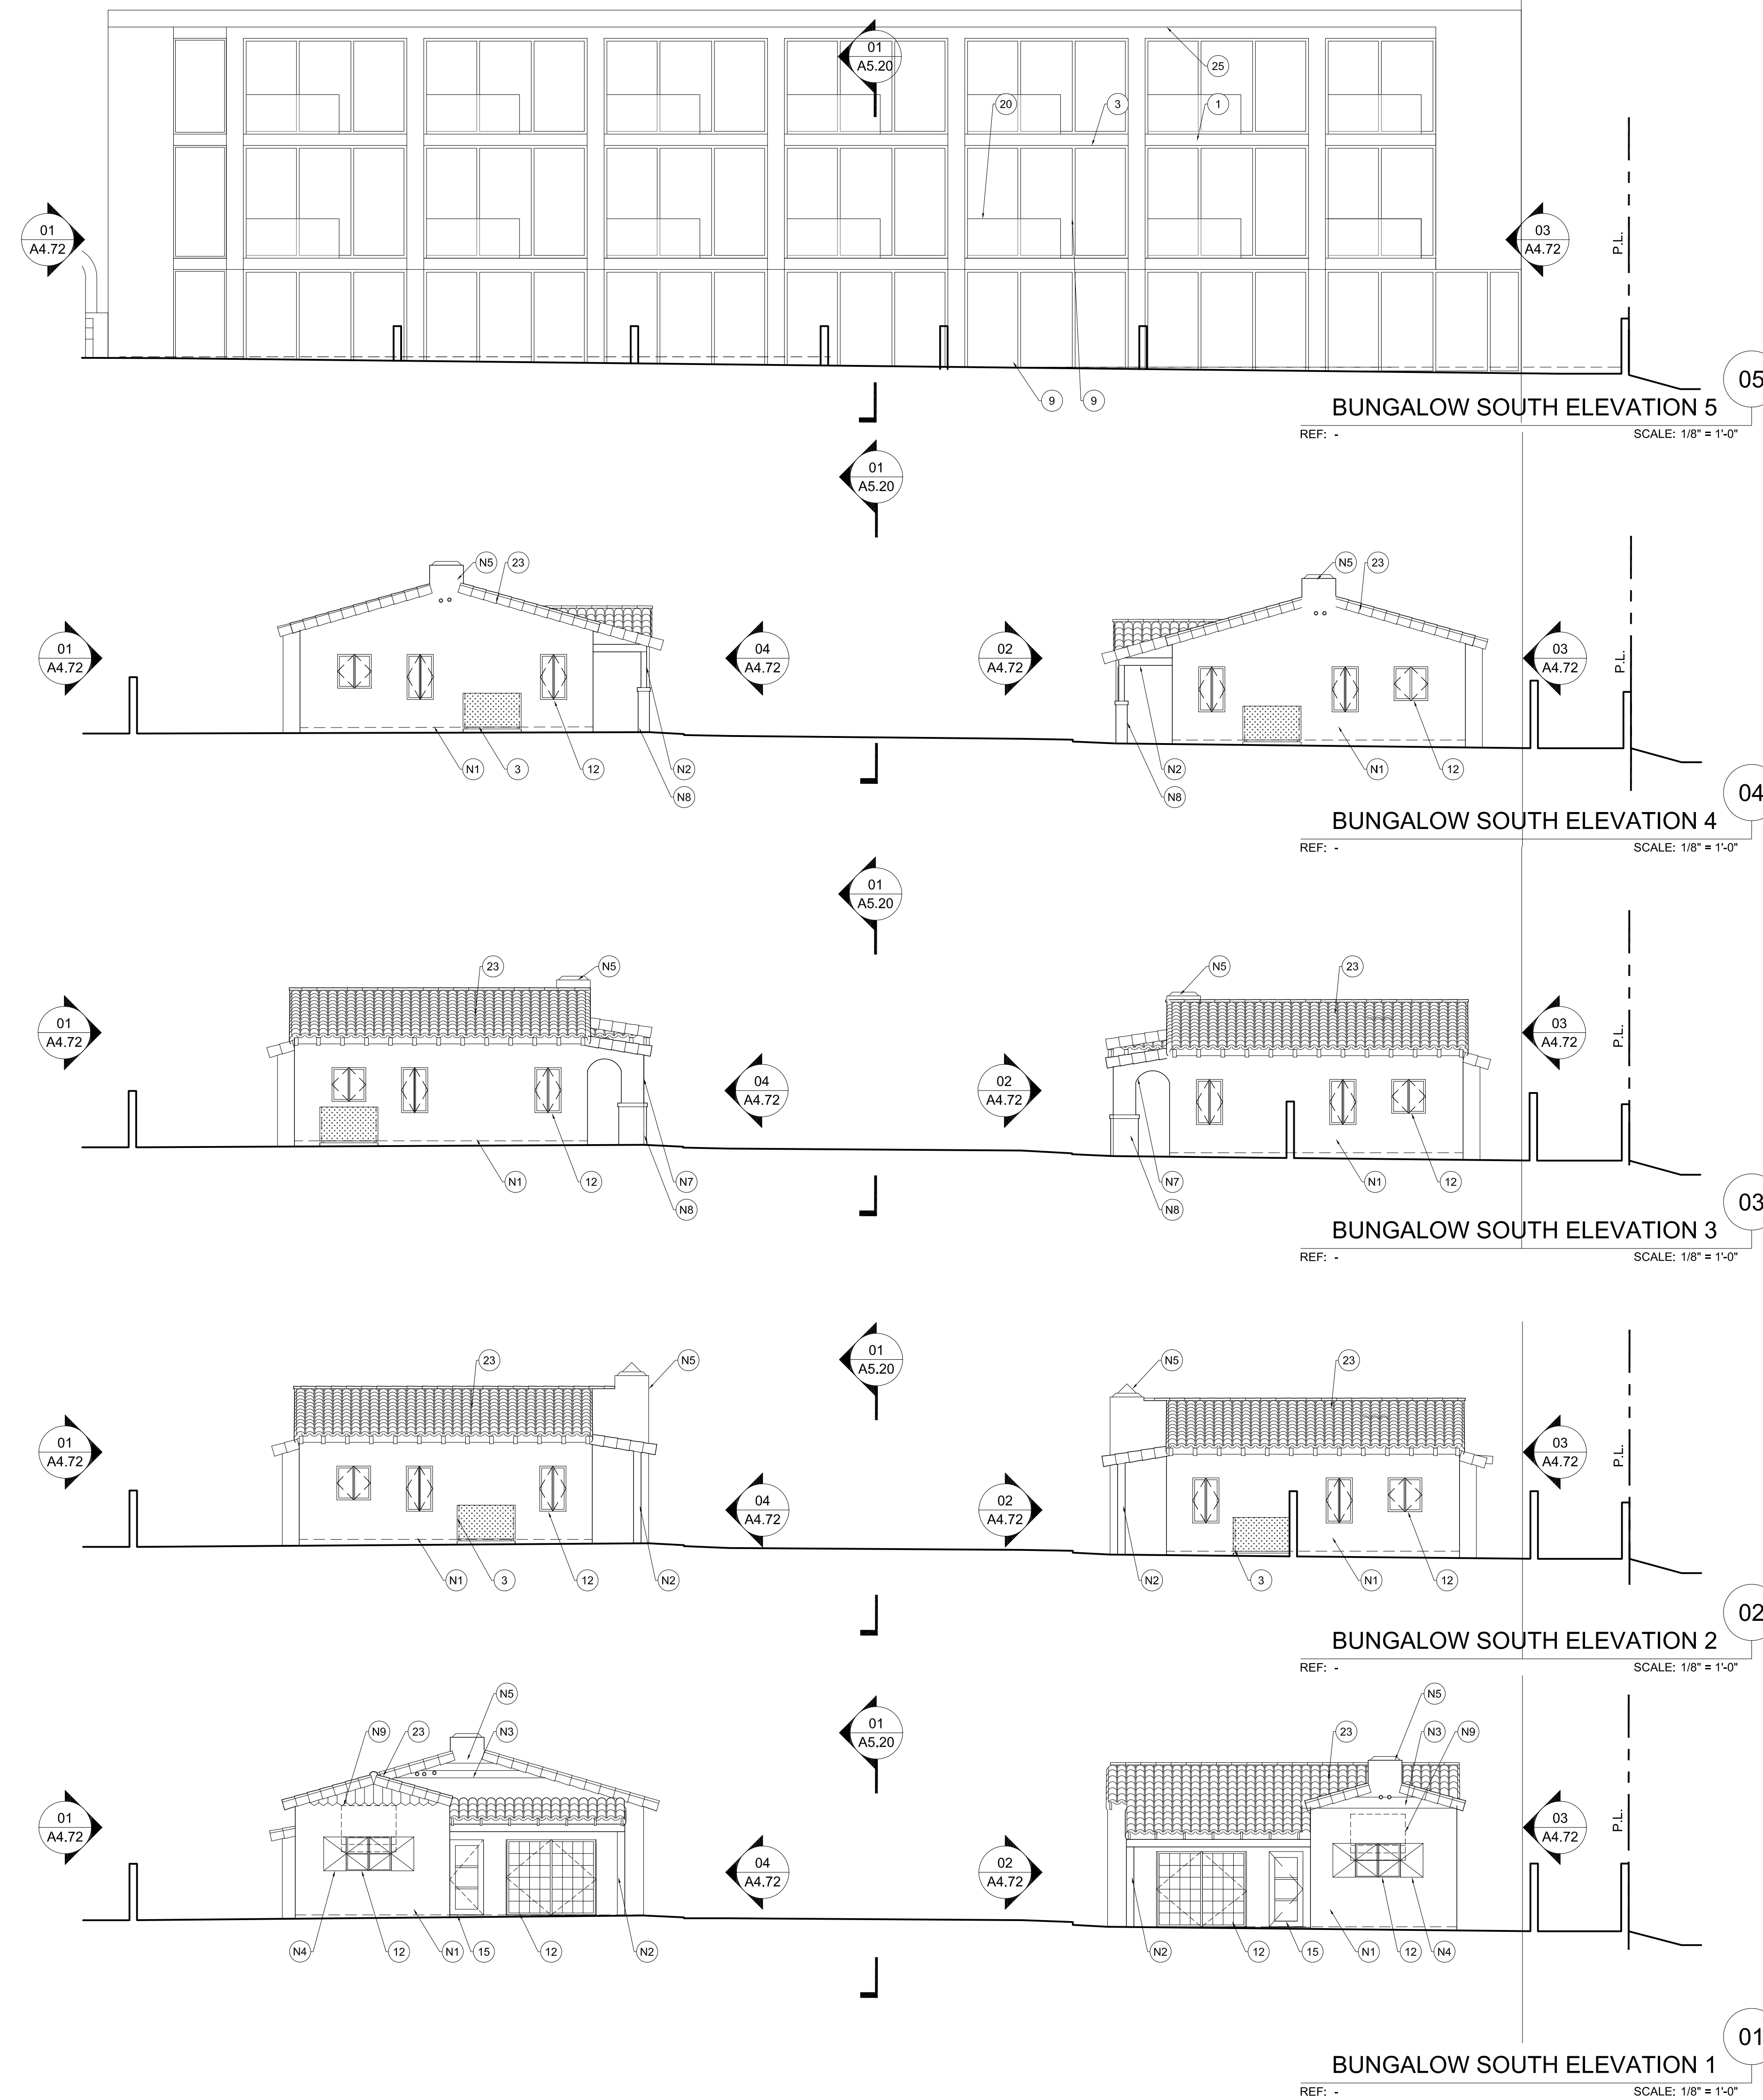 01
A5.20
25
20
3
1
01
A4.72
03
A4.72
P.L.
9
9
05
BUNGALOW SOUTH ELEVATION 5
REF: -
SCALE: 1/8" = 1'-0"
01
A5.20
N5
23
N5
23
01
A4.72
04
A4.72
02
A4.72
03
A4.72
P.L.
N1
3
12
N2
N8
N2
N8
N1
12
04
BUNGALOW SOUTH ELEVATION 4
REF: -
SCALE: 1/8" = 1'-0"
01
A5.20
23
N5
N5
23
01
A4.72
04
A4.72
02
A4.72
03
A4.72
P.L.
N1
12
N7
N8
N7
N8
N1
12
03
BUNGALOW SOUTH ELEVATION 3
REF: -
SCALE: 1/8" = 1'-0"
01
A5.20
23
N5
N5
23
01
A4.72
04
A4.72
02
A4.72
03
A4.72
P.L.
N1
3
12
N2
N2
3
N1
12
02
BUNGALOW SOUTH ELEVATION 2
REF: -
SCALE: 1/8" = 1'-0"
N5
N9
23
N3
01
A5.20
N5
23
N3
N9
01
A4.72
04
A4.72
02
A4.72
03
A4.72
P.L.
N4
12
N1
15
12
N2
N2
12
15
N1
12
N4
01
BUNGALOW SOUTH ELEVATION 1
REF: -
SCALE: 1/8" = 1'-0"